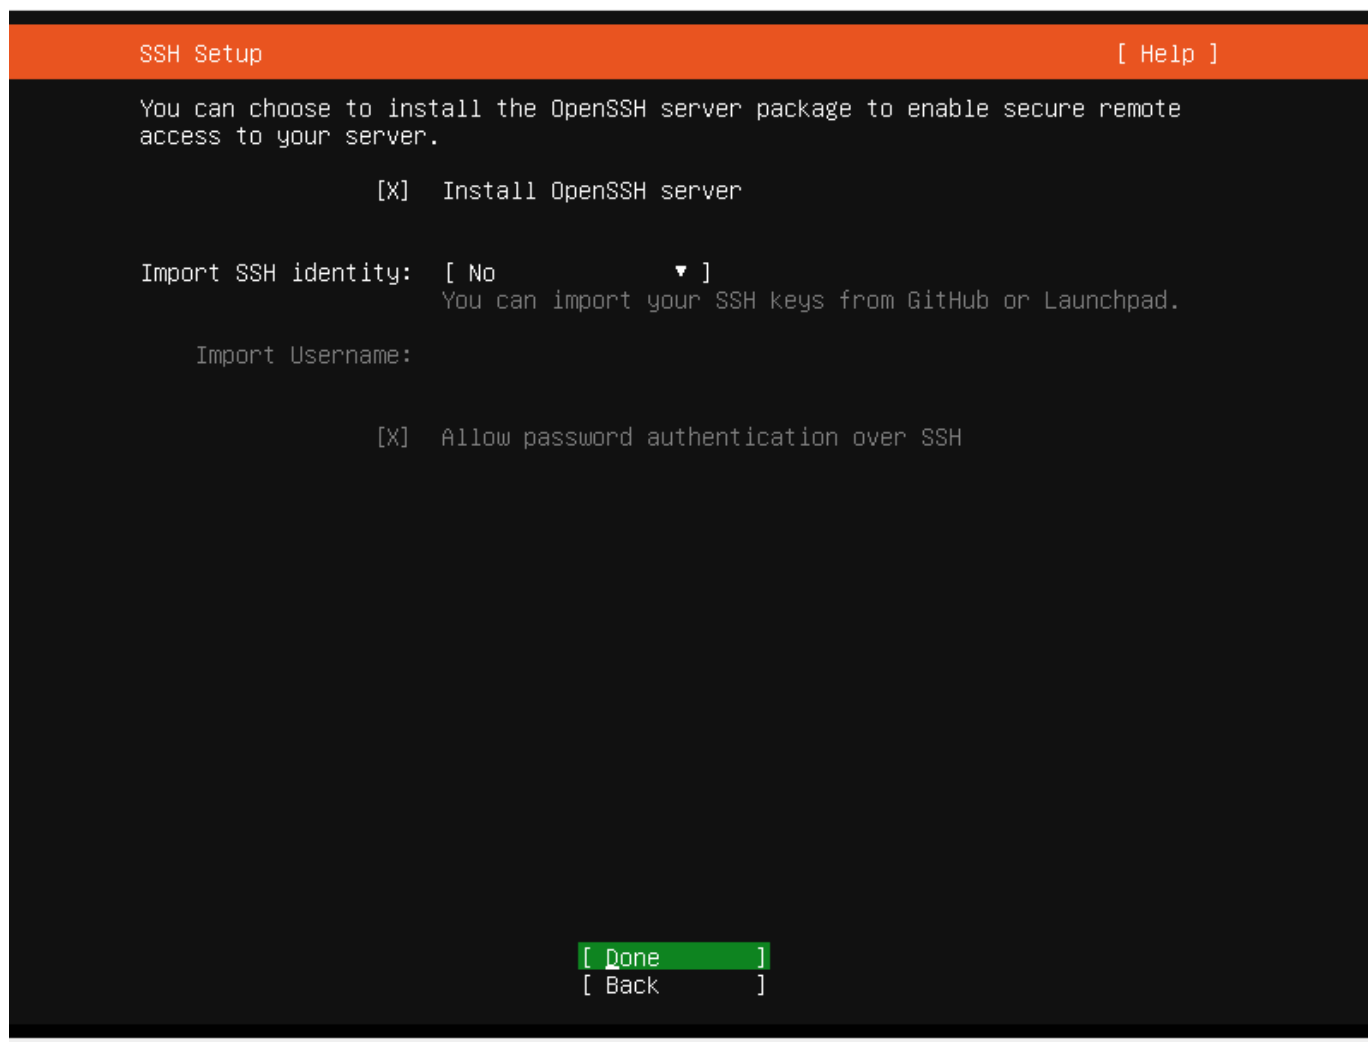 SSH Setup [ Help ]
You can choose to install the OpenSSH server package to enable secure remote
access to your server.
[X] Install OpenSSH server
Import SSH identity: [ No ▼ ]
You can import your SSH keys from GitHub or Launchpad.
Import Username:
[X] Allow password authentication over SSH
[ Done ]
[ Back ]